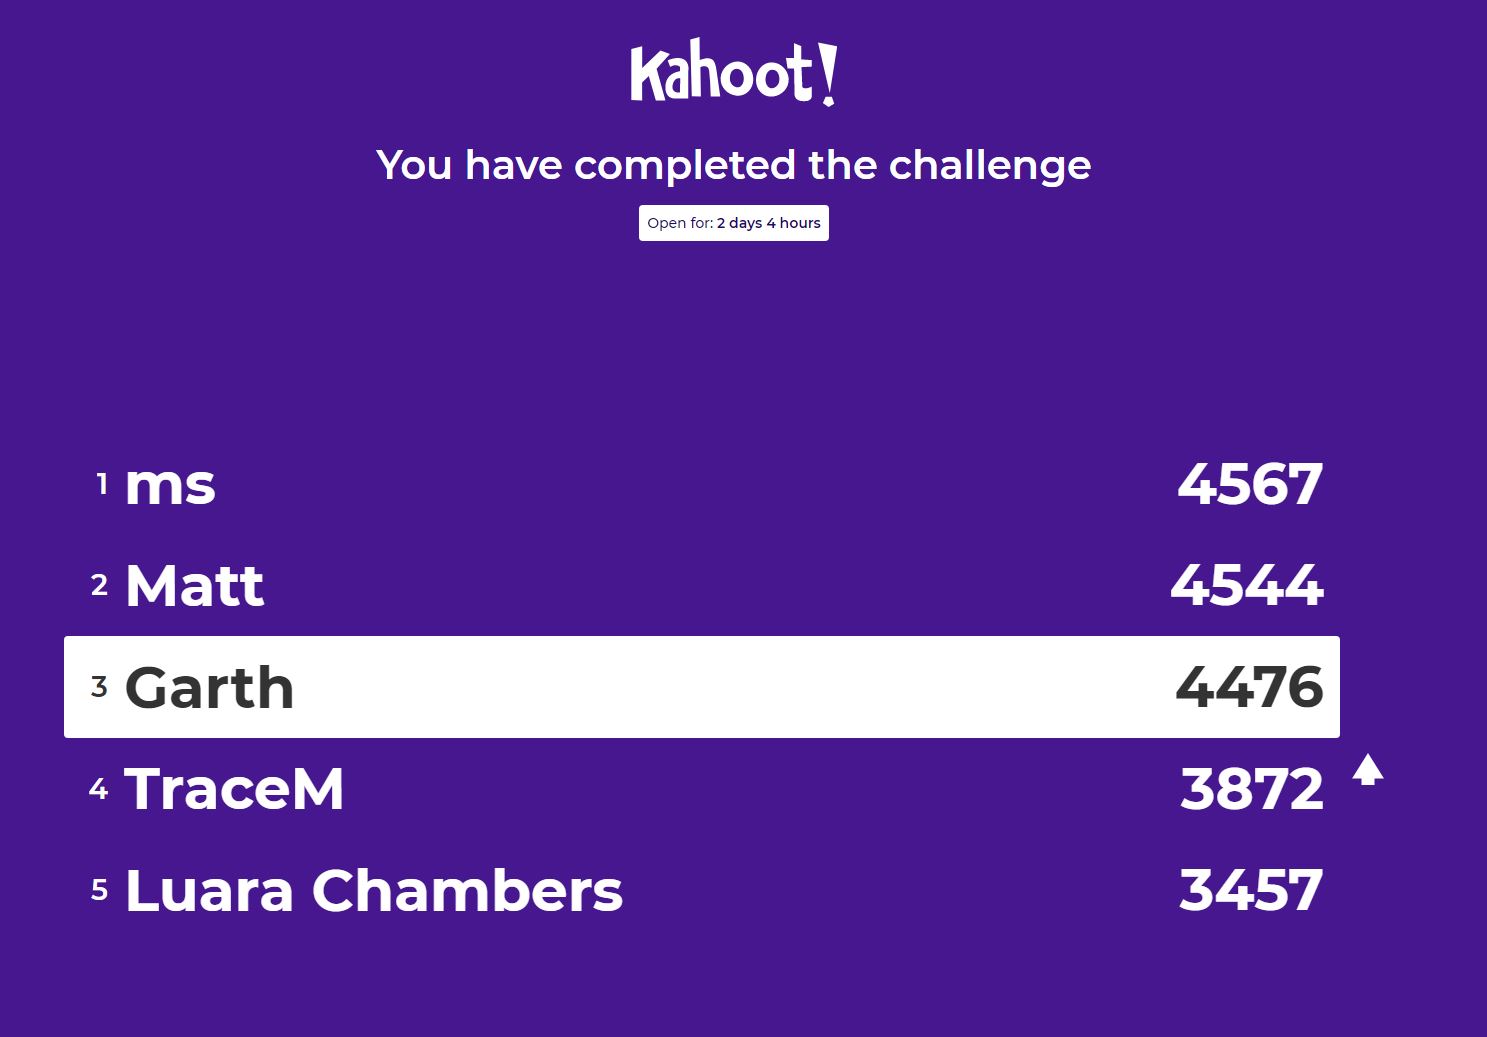 Kahoot!
You have completed the challenge
Open for: 2 days 4 hours
1 ms 4567
2 Matt 4544
3 Garth 4476
4 TraceM 3872
5 Luara Chambers 3457